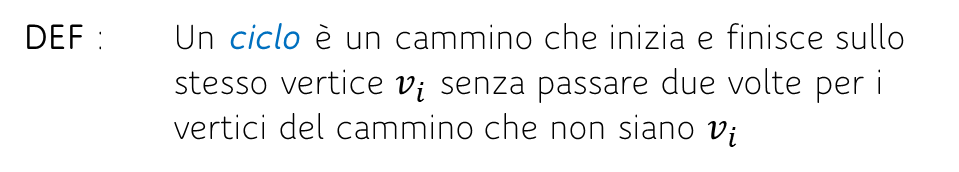 DEF : Un ciclo è un cammino che inizia e finisce sullo
stesso vertice 𝒗ᵢ senza passare due volte per i
vertici del cammino che non siano 𝒗ᵢ